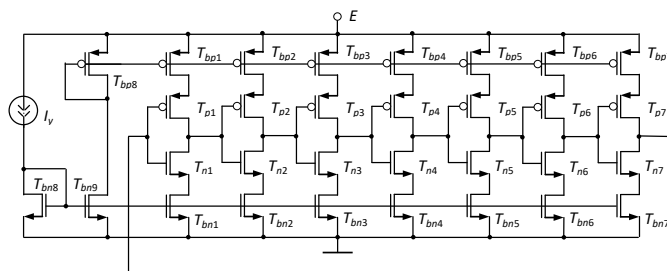 E
T_bp8 T_bp1 T_bp2 T_bp3 T_bp4 T_bp5 T_bp6 T_bp7
I_y
T_p1 T_p2 T_p3 T_p4 T_p5 T_p6 T_p7
T_n1 T_n2 T_n3 T_n4 T_n5 T_n6 T_n7
T_bn8 T_bn9 T_bn1 T_bn2 T_bn3 T_bn4 T_bn5 T_bn6 T_bn7